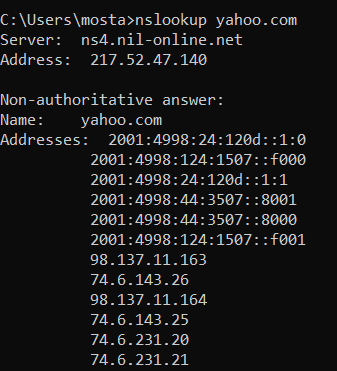 C:\Users\mosta>nslookup yahoo.com
Server:  ns4.nil-online.net
Address:  217.52.47.140

Non-authoritative answer:
Name:    yahoo.com
Addresses:  2001:4998:24:120d::1:0
          2001:4998:124:1507::f000
          2001:4998:24:120d::1:1
          2001:4998:44:3507::8001
          2001:4998:44:3507::8000
          2001:4998:124:1507::f001
          98.137.11.163
          74.6.143.26
          98.137.11.164
          74.6.143.25
          74.6.231.20
          74.6.231.21